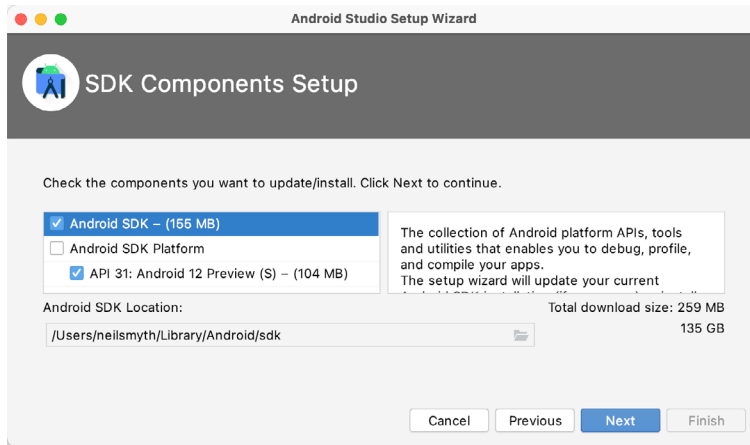 Android Studio Setup Wizard
SDK Components Setup
Check the components you want to update/install. Click Next to continue.
Android SDK – (155 MB)
Android SDK Platform
API 31: Android 12 Preview (S) – (104 MB)
The collection of Android platform APIs, tools
and utilities that enables you to debug, profile,
and compile your apps.
The setup wizard will update your current
Android SDK Location:
Total download size: 259 MB
135 GB
/Users/neilsmyth/Library/Android/sdk
Cancel
Previous
Next
Finish